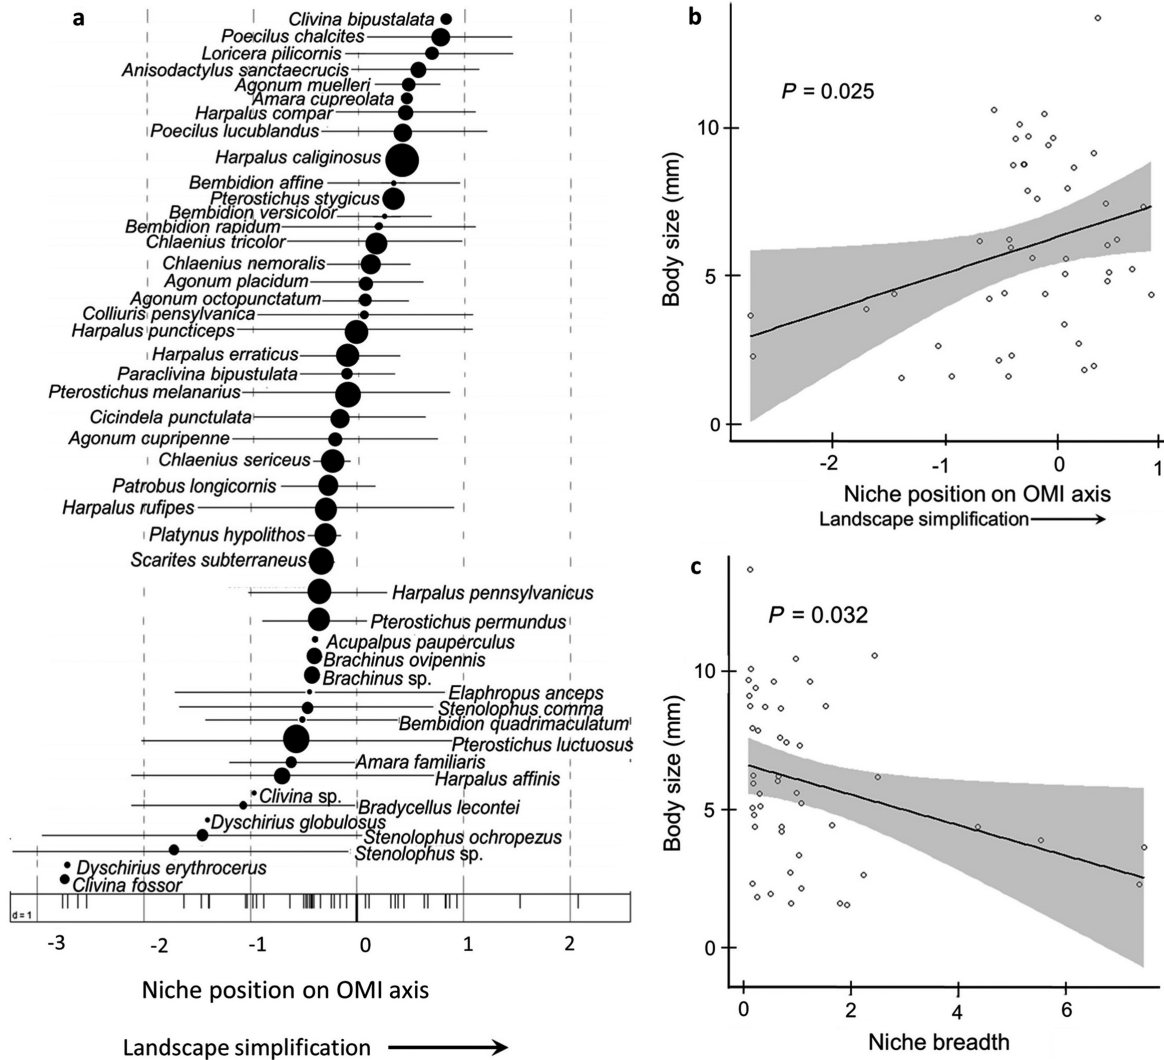 a
Clivina bipustalata
Poecilus chalcites
Loricera pilicornis
Anisodactylus sanctaecrucis
Agonum muelleri
Amara cupreolata
Harpalus compar
Poecilus lucublandus
Harpalus caliginosus
Bembidion affine
Pterostichus stygicus
Bembidion versicolor
Bembidion rapidum
Chlaenius tricolor
Chlaenius nemoralis
Agonum placidum
Agonum octopunctatum
Colliuris pensylvanica
Harpalus puncticeps
Harpalus erraticus
Paraclivina bipustulata
Pterostichus melanarius
Cicindela punctulata
Agonum cupripenne
Chlaenius sericeus
Patrobus longicornis
Harpalus rufipes
Platynus hypolithos
Scarites subterraneus
Harpalus pennsylvanicus
Pterostichus permundus
Acupalpus pauperculus
Brachinus ovipennis
Brachinus sp.
Elaphropus anceps
Stenolophus comma
Bembidion quadrimaculatum
Pterostichus luctuosus
Amara familiaris
Harpalus affinis
Clivina sp.
Bradycellus lecontei
Dyschirius globulosus
Stenolophus ochropezus
Stenolophus sp.
Dyschirius erythrocerus
Clivina fossor
d = 1
-3 -2 -1 0 1 2
Niche position on OMI axis
Landscape simplification
b
P = 0.025
10
5
0
Body size (mm)
-2 -1 0 1
Niche position on OMI axis
Landscape simplification
c
P = 0.032
10
5
0
Body size (mm)
0 2 4 6
Niche breadth